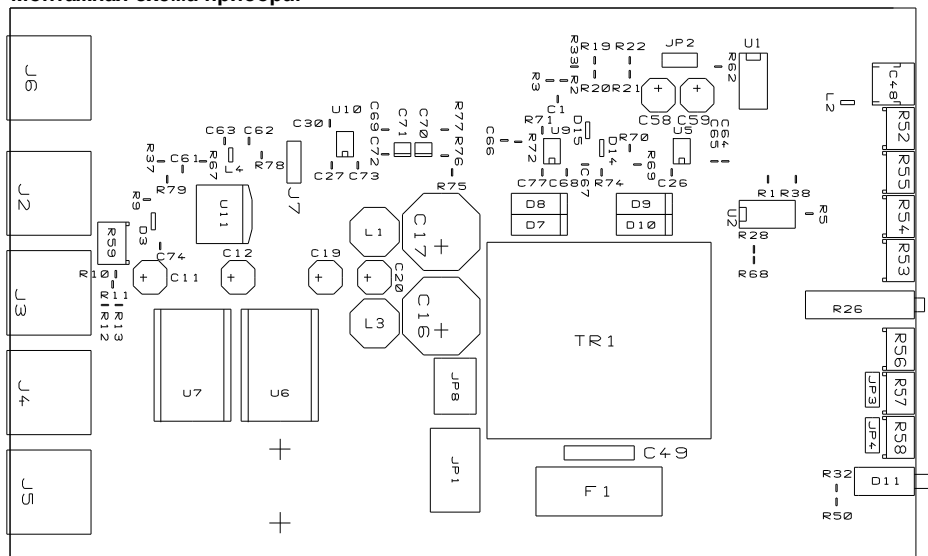 Монтажная схема прибора.
R19 R22 JP2 U1
R33 R62
J6 R3 R2 C48
R20 R21 L2
C1 C58 C59
U10 C69 C71 C70 R77 R71 D15 R52
C30 U9 R70 U5
C63 C62 C66 R72 D14 C65 C64
R37 C61 R67 L4 R78 C72 R76 R69 R55
R79 C27 C73 R75 C77 C68 C67 R74 C26
J7 R1 R38
J2 R9 U11 D8 D9 U2 R5 R54
D3 L1 C17 D7 D10
R59 R28
C74 C12 C19 R53
R10 C11 C20 R68
R11
J3 R12 R13 L3 C16 R26
TR1
R56
J4 U7 U6 JP8 JP3 R57
JP4 R58
C49
J5 JP1 F1 R32 D11
R50